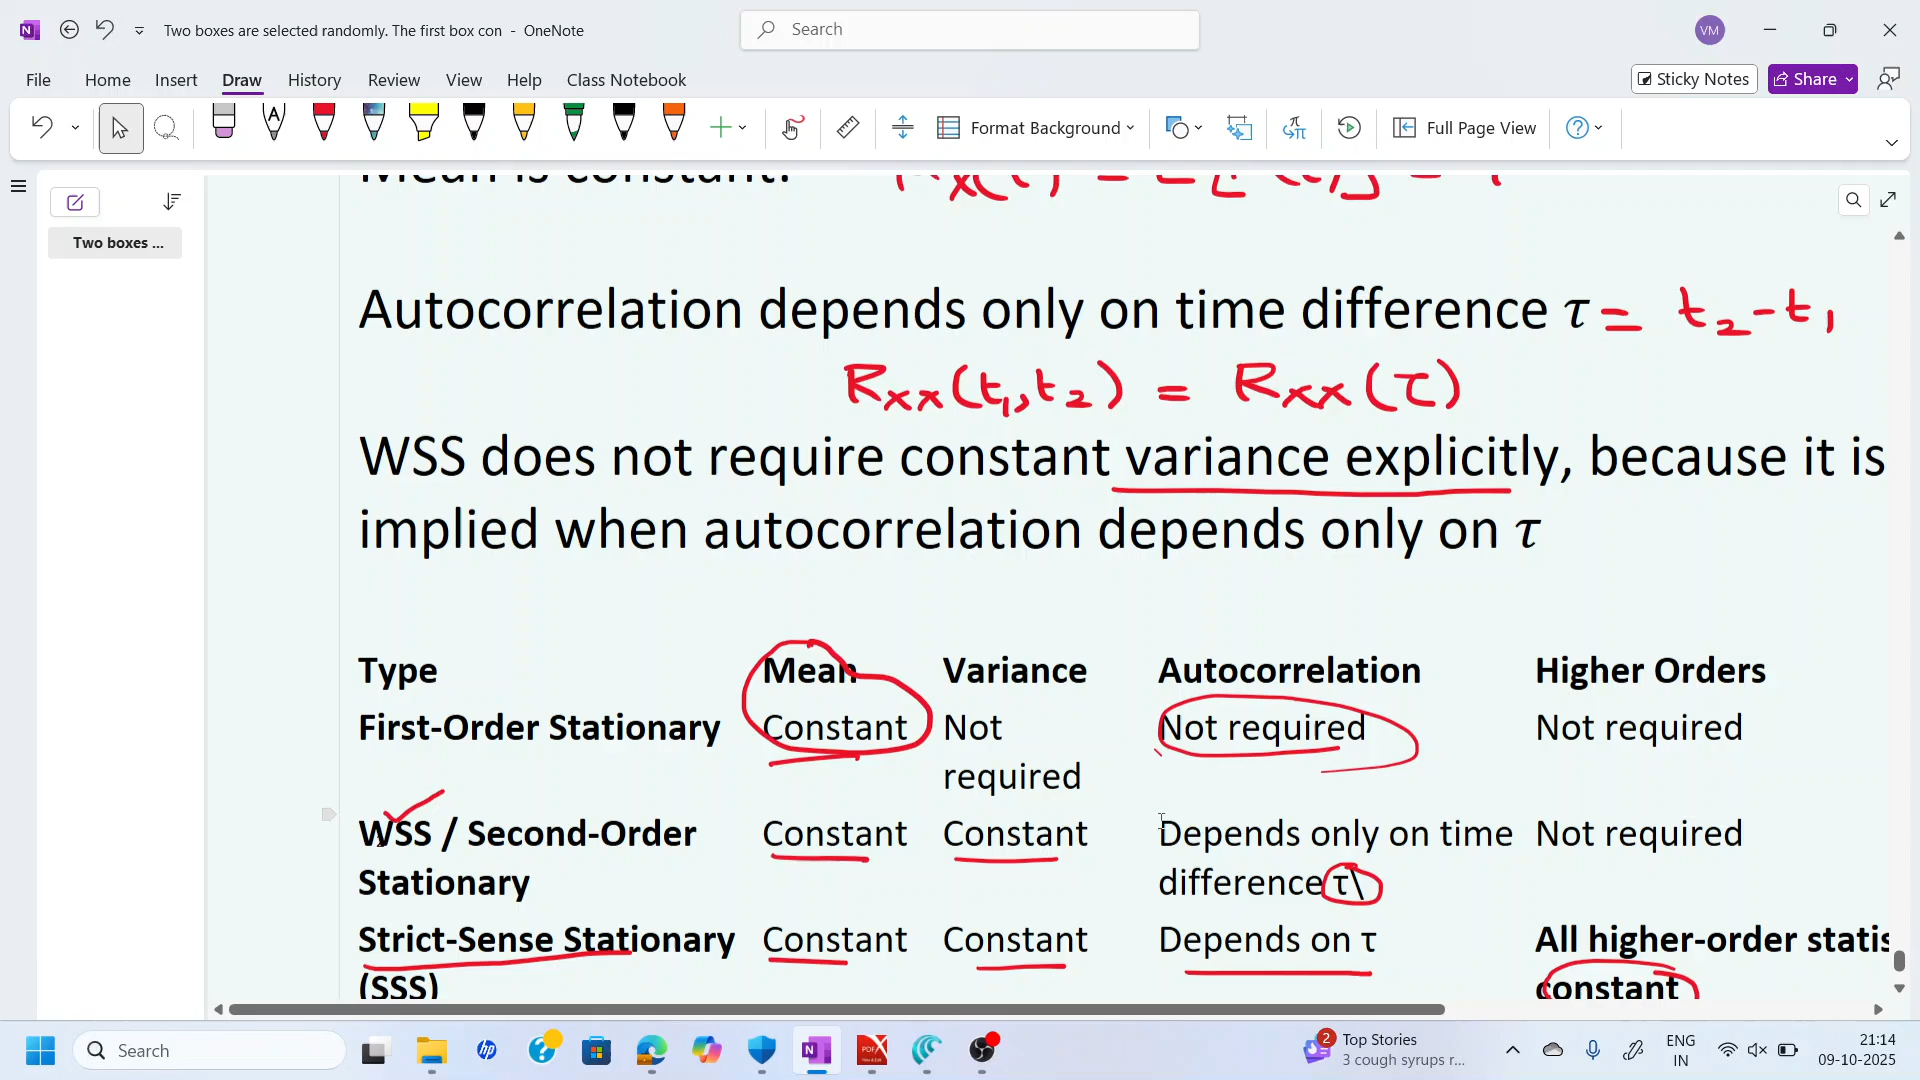 Two boxes are selected randomly. The first box con - OneNote
Search
VM
File Home Insert Draw History Review View Help Class Notebook
Sticky Notes
Share
Format Background
Full Page View
Two boxes ...
Mean is constant.
Autocorrelation depends only on time difference τ = t2 - t1
Rxx(t1,t2) = Rxx(τ)
WSS does not require constant variance explicitly, because it is
implied when autocorrelation depends only on τ
Type Mean Variance Autocorrelation Higher Orders
First-Order Stationary Constant Not required Not required Not required
WSS / Second-Order Stationary Constant Constant Depends only on time difference τ\ Not required
Strict-Sense Stationary (SSS) Constant Constant Depends on τ All higher-order statis constant
Search
2
Top Stories
3 cough syrups r...
ENG
IN
21:14
09-10-2025